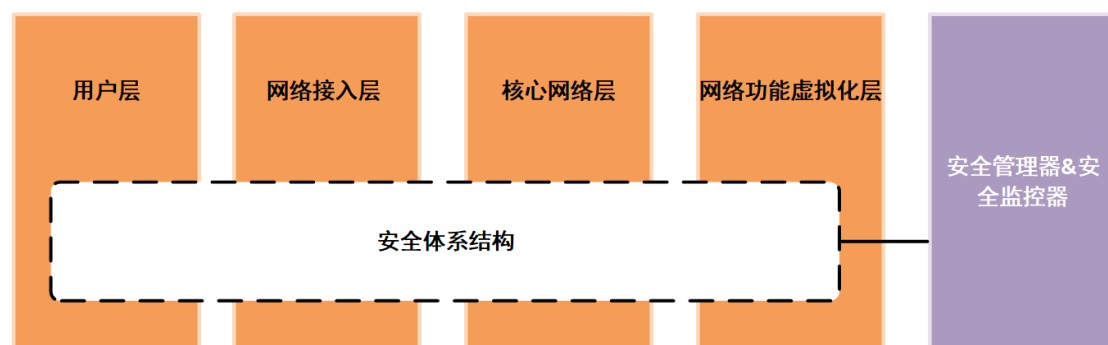 用户层
网络接入层
核心网络层
网络功能虚拟化层
安全管理器&安
全监控器
安全体系结构